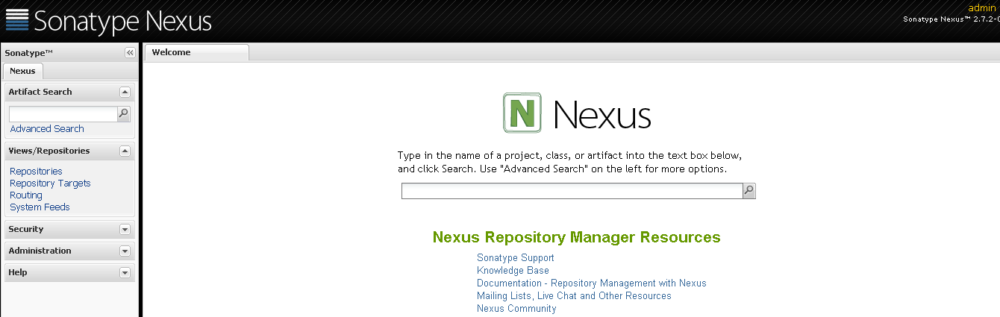 Sonatype Nexus
admin
Sonatype Nexus™ 2.7.2-0
Sonatype™
Nexus
Artifact Search
Advanced Search
Views/Repositories
Repositories
Repository Targets
Routing
System Feeds
Security
Administration
Help
Welcome
N Nexus
Type in the name of a project, class, or artifact into the text box below,
and click Search. Use "Advanced Search" on the left for more options.
Nexus Repository Manager Resources
Sonatype Support
Knowledge Base
Documentation - Repository Management with Nexus
Mailing Lists, Live Chat and Other Resources
Nexus Community